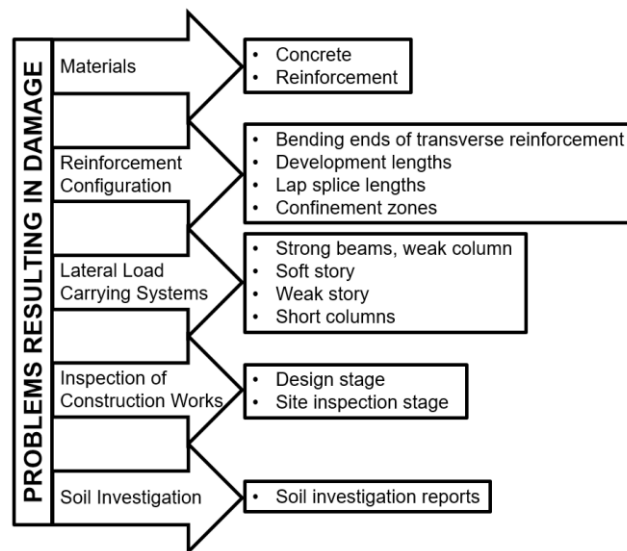 PROBLEMS RESULTING IN DAMAGE
Materials
• Concrete
• Reinforcement
Reinforcement
Configuration
• Bending ends of transverse reinforcement
• Development lengths
• Lap splice lengths
• Confinement zones
Lateral Load
Carrying Systems
• Strong beams, weak column
• Soft story
• Weak story
• Short columns
Inspection of
Construction Works
• Design stage
• Site inspection stage
Soil Investigation
• Soil investigation reports